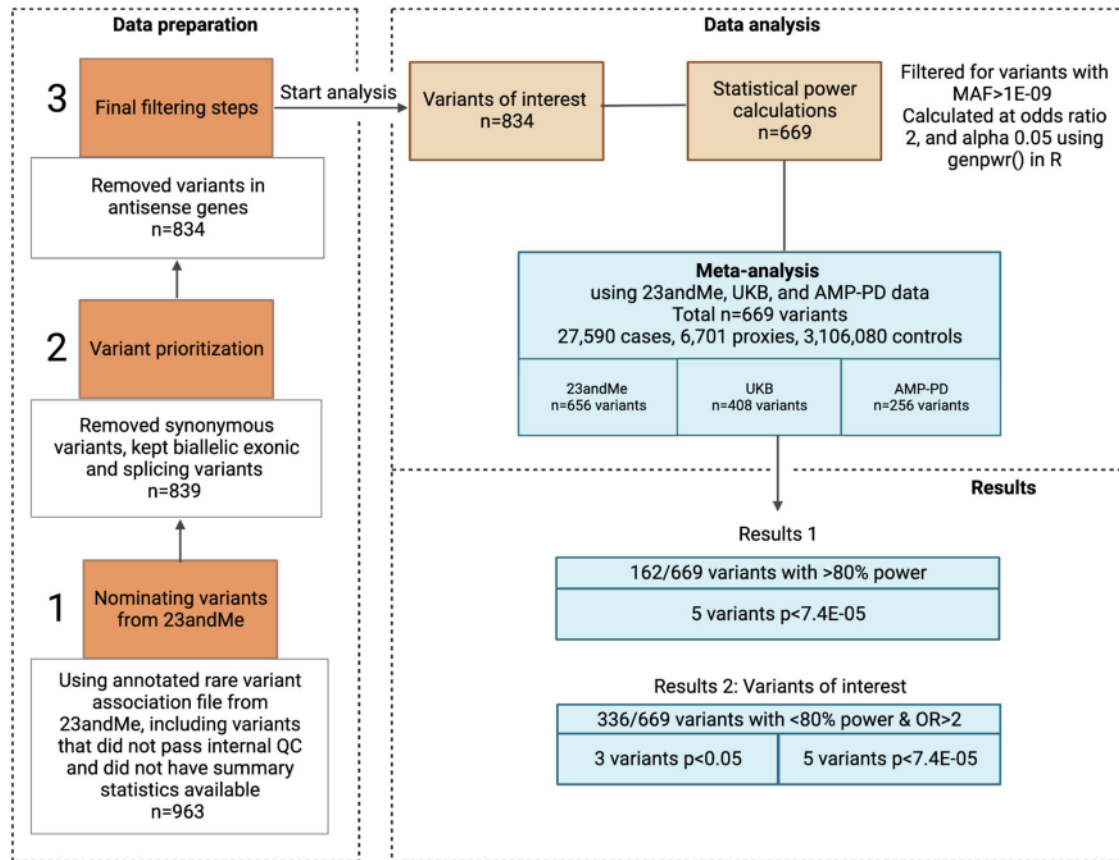 Data preparation
3
Final filtering steps
Removed variants in
antisense genes
n=834
2
Variant prioritization
Removed synonymous
variants, kept biallelic exonic
and splicing variants
n=839
1
Nominating variants
from 23andMe
Using annotated rare variant
association file from
23andMe, including variants
that did not pass internal QC
and did not have summary
statistics available
n=963
Start analysis
Data analysis
Variants of interest
n=834
Statistical power
calculations
n=669
Filtered for variants with
MAF>1E-09
Calculated at odds ratio
2, and alpha 0.05 using
genpwr() in R
Meta-analysis
using 23andMe, UKB, and AMP-PD data
Total n=669 variants
27,590 cases, 6,701 proxies, 3,106,080 controls
23andMe
n=656 variants
UKB
n=408 variants
AMP-PD
n=256 variants
Results
Results 1
162/669 variants with >80% power
5 variants p<7.4E-05
Results 2: Variants of interest
336/669 variants with <80% power & OR>2
3 variants p<0.05
5 variants p<7.4E-05